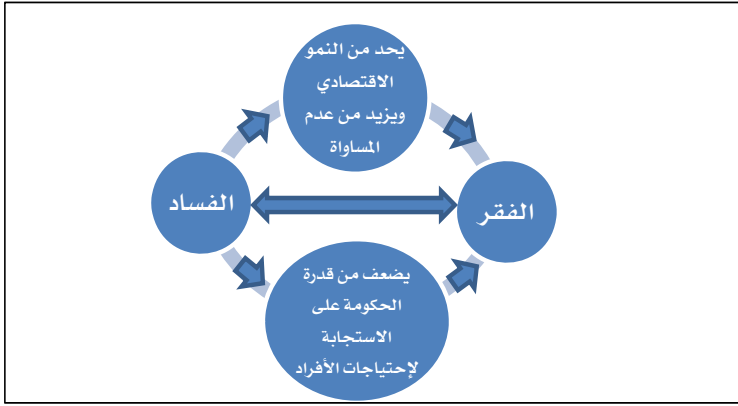 يحد من النمو
الاقتصادي
ويزيد من عدم
المساواة
الفقر
الفساد
يضعف من قدرة
الحكومة على
الاستجابة
لإحتياجات الأفراد